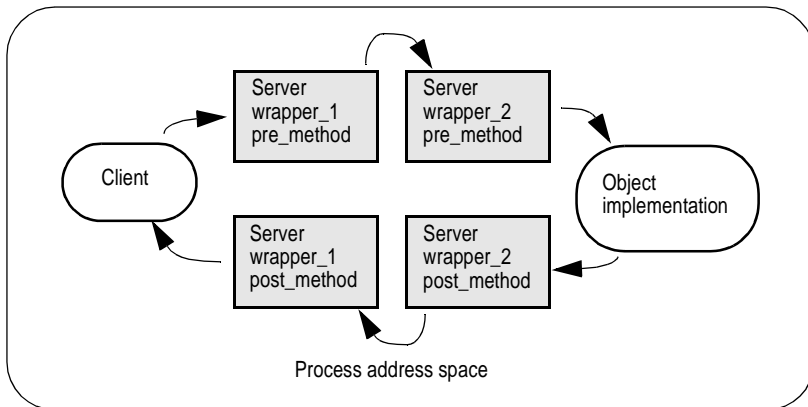 Server
wrapper_1
pre_method
Server
wrapper_2
pre_method
Client
Object
implementation
Server
wrapper_1
post_method
Server
wrapper_2
post_method
Process address space